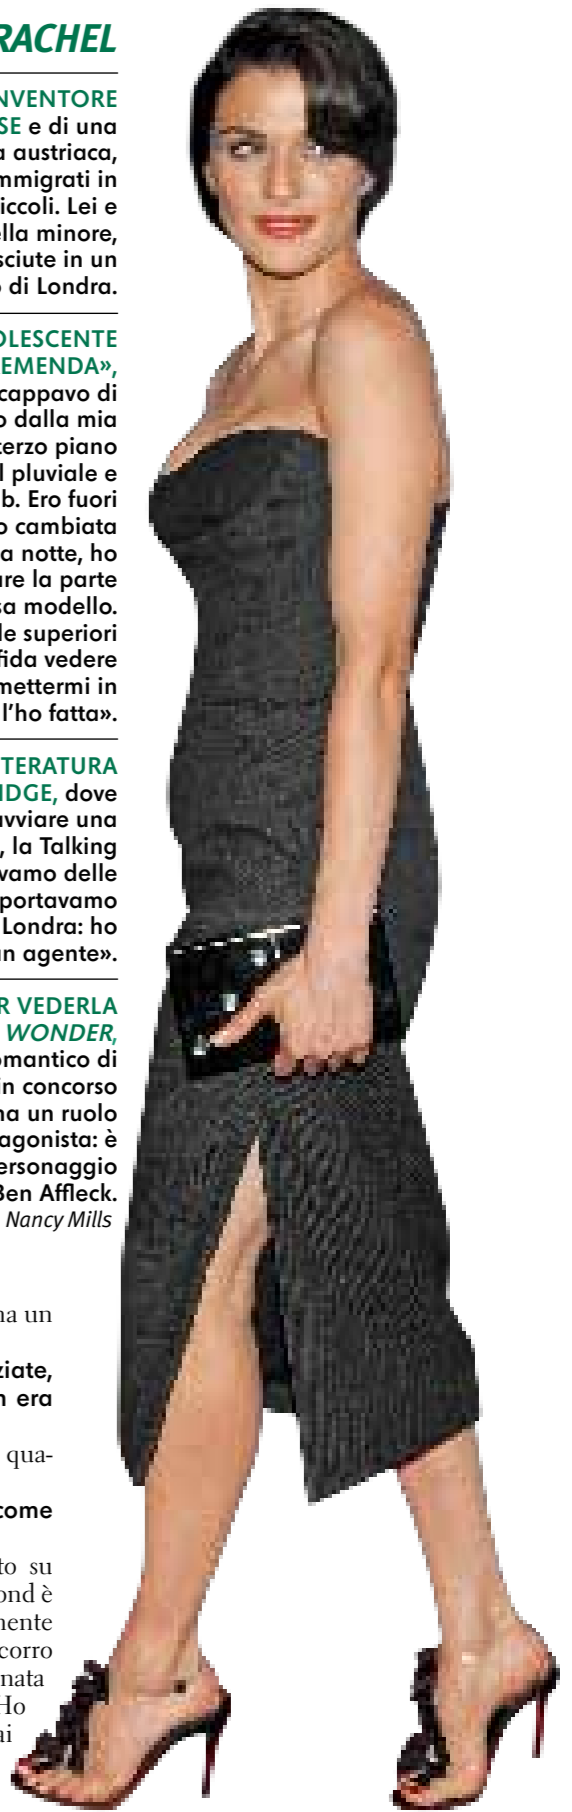 RACHEL
NVENTORE
SE e di una
a austriaca,
mmigrati in
iccoli. Lei e
ella minore,
sciute in un
o di Londra.
OLESCENTE
EMENDA»,
cappavo di
o dalla mia
terzo piano
l pluviale e
b. Ero fuori
o cambiata
a notte, ho
are la parte
sa modello.
le superiori
fida vedere
mettermi in
l'ho fatta».
TERATURA
IDGE, dove
avviare una
, la Talking
vamo delle
portavamo
Londra: ho
un agente».
R VEDERLA
WONDER,
omantico di
in concorso
ha un ruolo
agonista: è
ersonaggio
Ben Affleck.
Nancy Mills
na un
ziate,
n era
qua-
come
to su
ond è
mente
corro
nata
Ho
ai